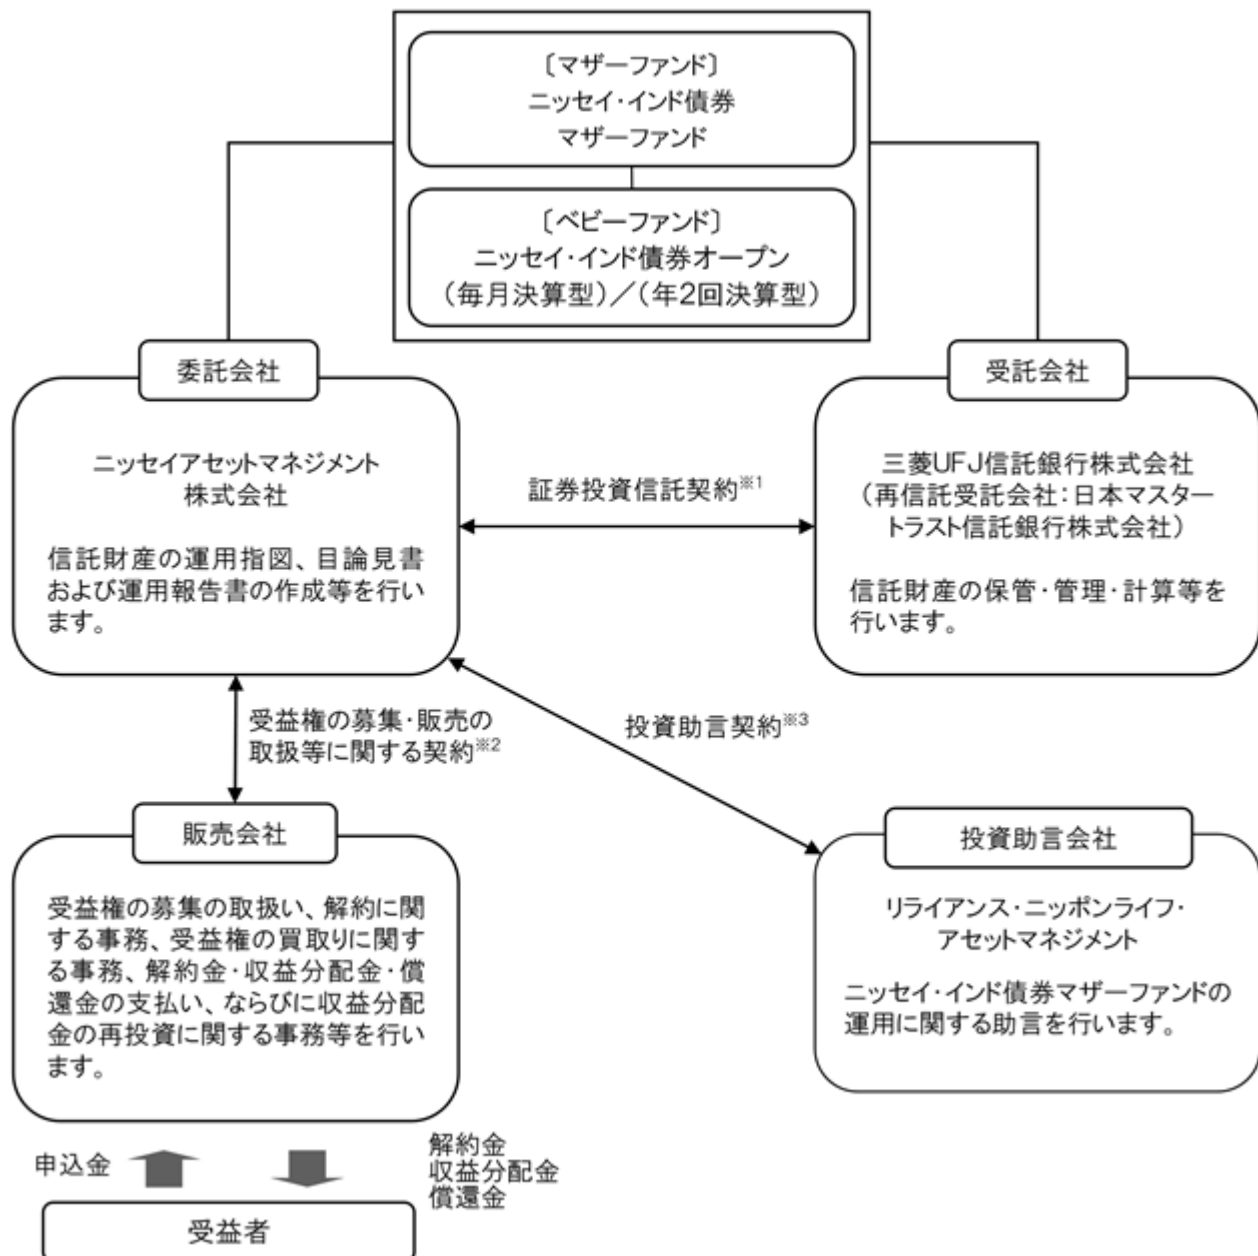 〔マザーファンド〕
ニッセイ・インド債券
マザーファンド
〔ベビーファンド〕
ニッセイ・インド債券オープン
（毎月決算型）／（年2回決算型）
委託会社
ニッセイアセットマネジメント
株式会社
信託財産の運用指図、目論見書
および運用報告書の作成等を行い
ます。
証券投資信託契約※1
受託会社
三菱UFJ信託銀行株式会社
（再信託受託会社：日本マスター
トラスト信託銀行株式会社）
信託財産の保管・管理・計算等を
行います。
受益権の募集・販売の
取扱等に関する契約※2
投資助言契約※3
販売会社
受益権の募集の取扱い、解約に関
する事務、受益権の買取りに関す
る事務、解約金・収益分配金・償
還金の支払い、ならびに収益分配
金の再投資に関する事務等を行い
ます。
投資助言会社
リライアンス・ニッポンライフ・
アセットマネジメント
ニッセイ・インド債券マザーファンドの
運用に関する助言を行います。
申込金
解約金
収益分配金
償還金
受益者